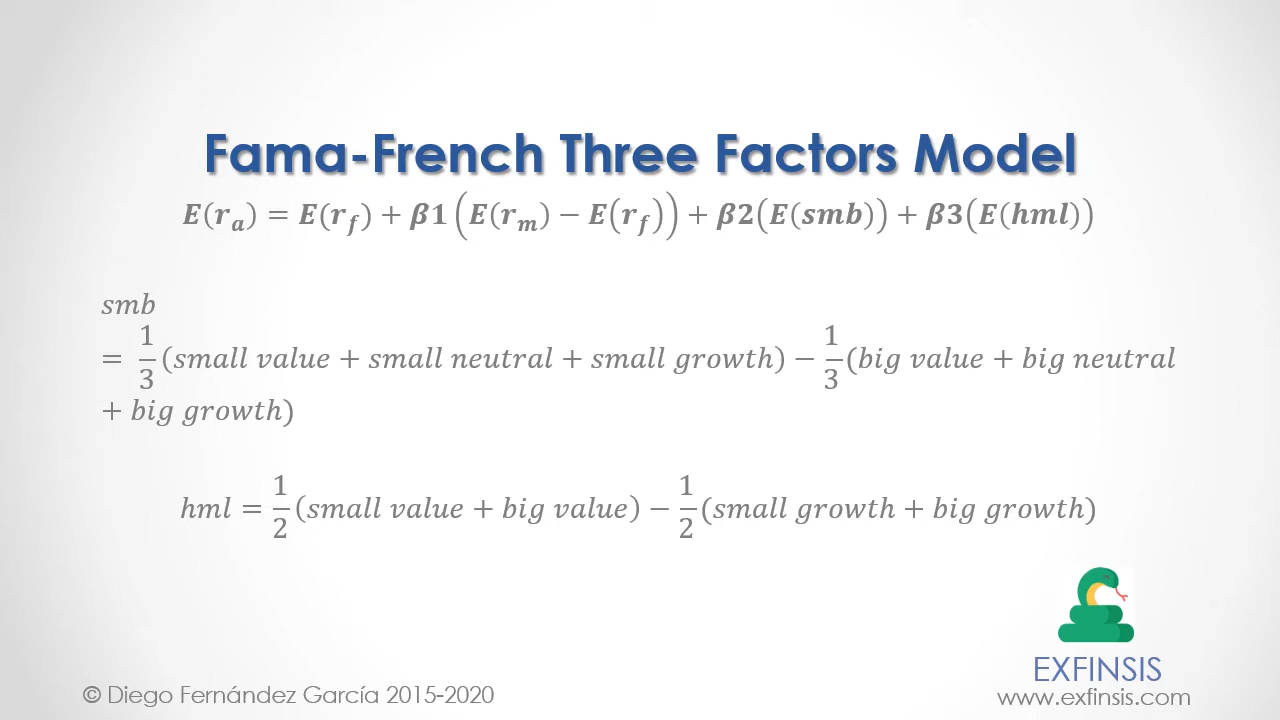 Fama-French Three Factors Model
E(r_a) = E(r_f) + β1(E(r_m) − E(r_f)) + β2(E(smb)) + β3(E(hml))
smb
= 1/3(small value + small neutral + small growth) − 1/3(big value + big neutral
+ big growth)
hml = 1/2(small value + big value) − 1/2(small growth + big growth)
EXFINSIS
© Diego Fernández García 2015-2020
www.exfinsis.com